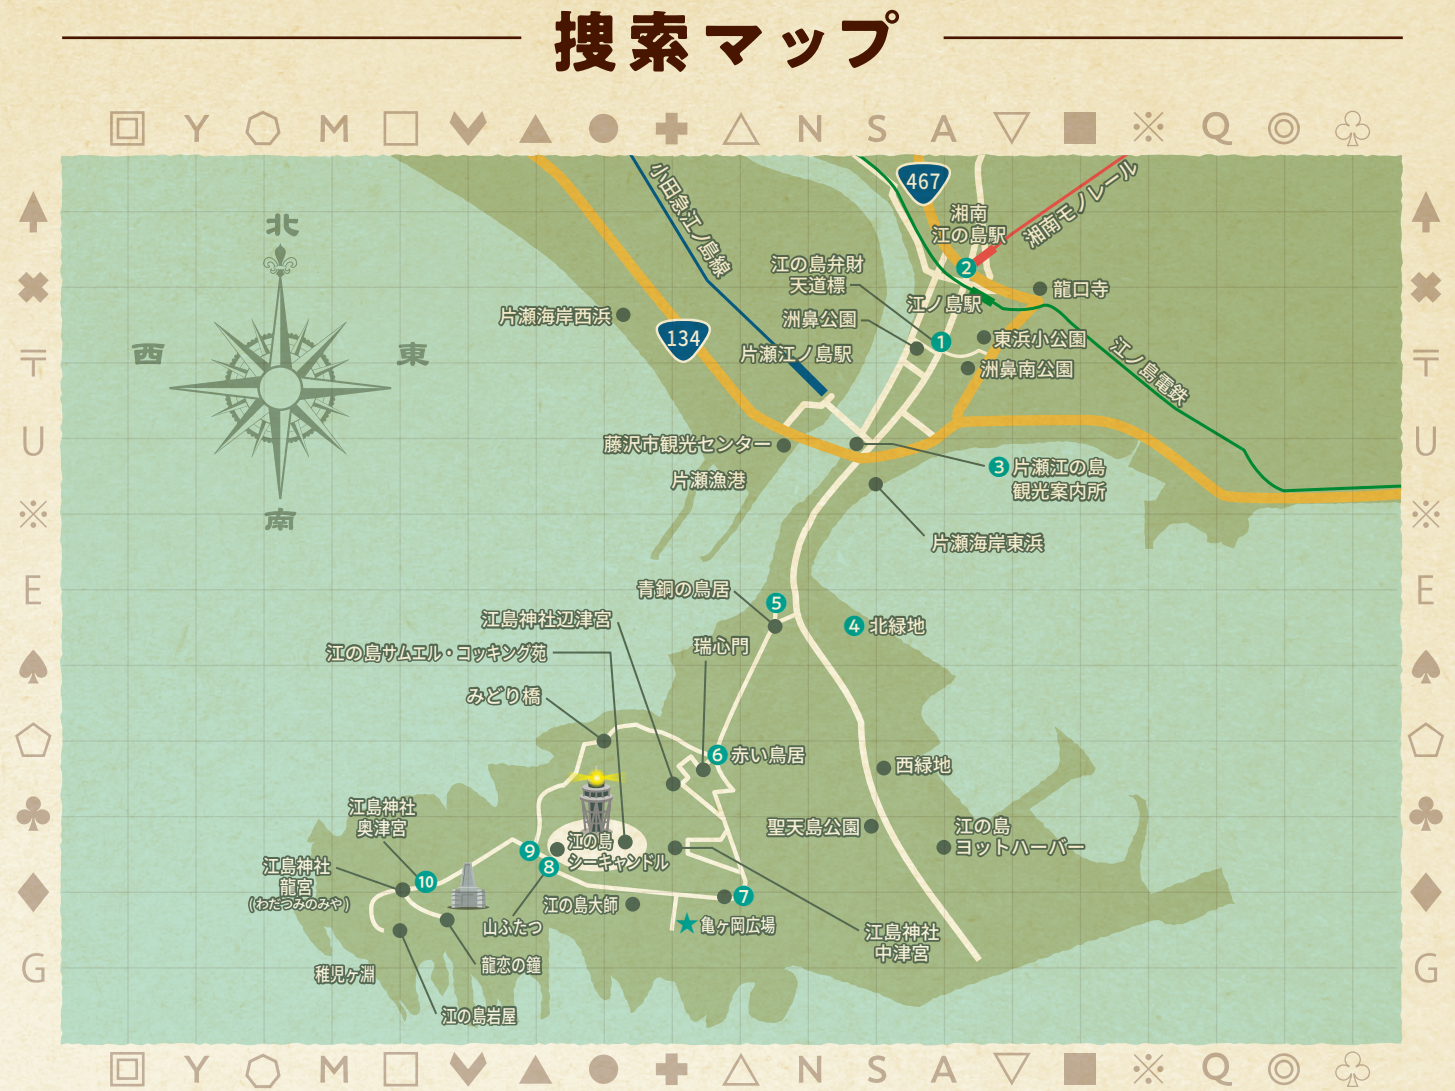 捜索マップ
Y M N S A ※ Q
〒
U
※
E
G
〒
U
※
E
G
北
西
東
南
小田急江ノ島線
467
湘南
江の島駅
湘南モノレール
2
江の島弁財
天道標
龍口寺
江ノ島駅
片瀬海岸西浜
134
洲鼻公園
1
東浜小公園
片瀬江ノ島駅
洲鼻南公園
江ノ島電鉄
藤沢市観光センター
3 片瀬江の島
観光案内所
片瀬漁港
片瀬海岸東浜
青銅の鳥居
5
江島神社辺津宮
4 北緑地
江の島サムエル・コッキング苑
瑞心門
みどり橋
6 赤い鳥居
西緑地
江島神社
奥津宮
聖天島公園
江の島
ヨットハーバー
江の島
シーキャンドル
9
8
江島神社
龍宮
(わだつみのみや)
10
7
江の島大師
山ふたつ
★亀ヶ岡広場
江島神社
中津宮
龍恋の鐘
稚児ヶ淵
江の島岩屋
Y M N S A ※ Q